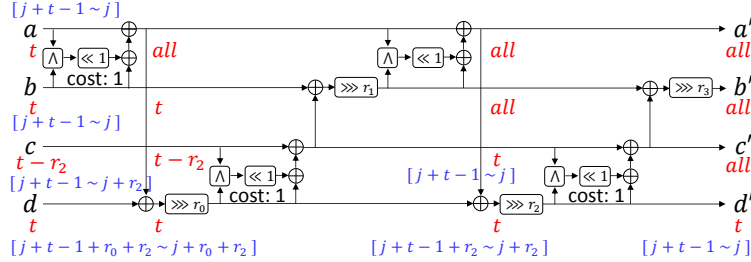 [j+t−1∼j]
a ∧ ≪ 1 ∧ ≪ 1 a′
t all all
cost: 1
b ⋙ r₁ ⋙ r₃ b′
t t all all
[j+t−1∼j]
c c′
t − r₂ t − r₂ t all
[j+t−1∼j+r₂] ∧ ≪ 1 [j+t−1∼j] ∧ ≪ 1
cost: 1 cost: 1
d ⋙ r₀ ⋙ r₂ d′
t t t t
[j+t−1+r₀+r₂∼j+r₀+r₂] [j+t−1+r₂∼j+r₂] [j+t−1∼j]